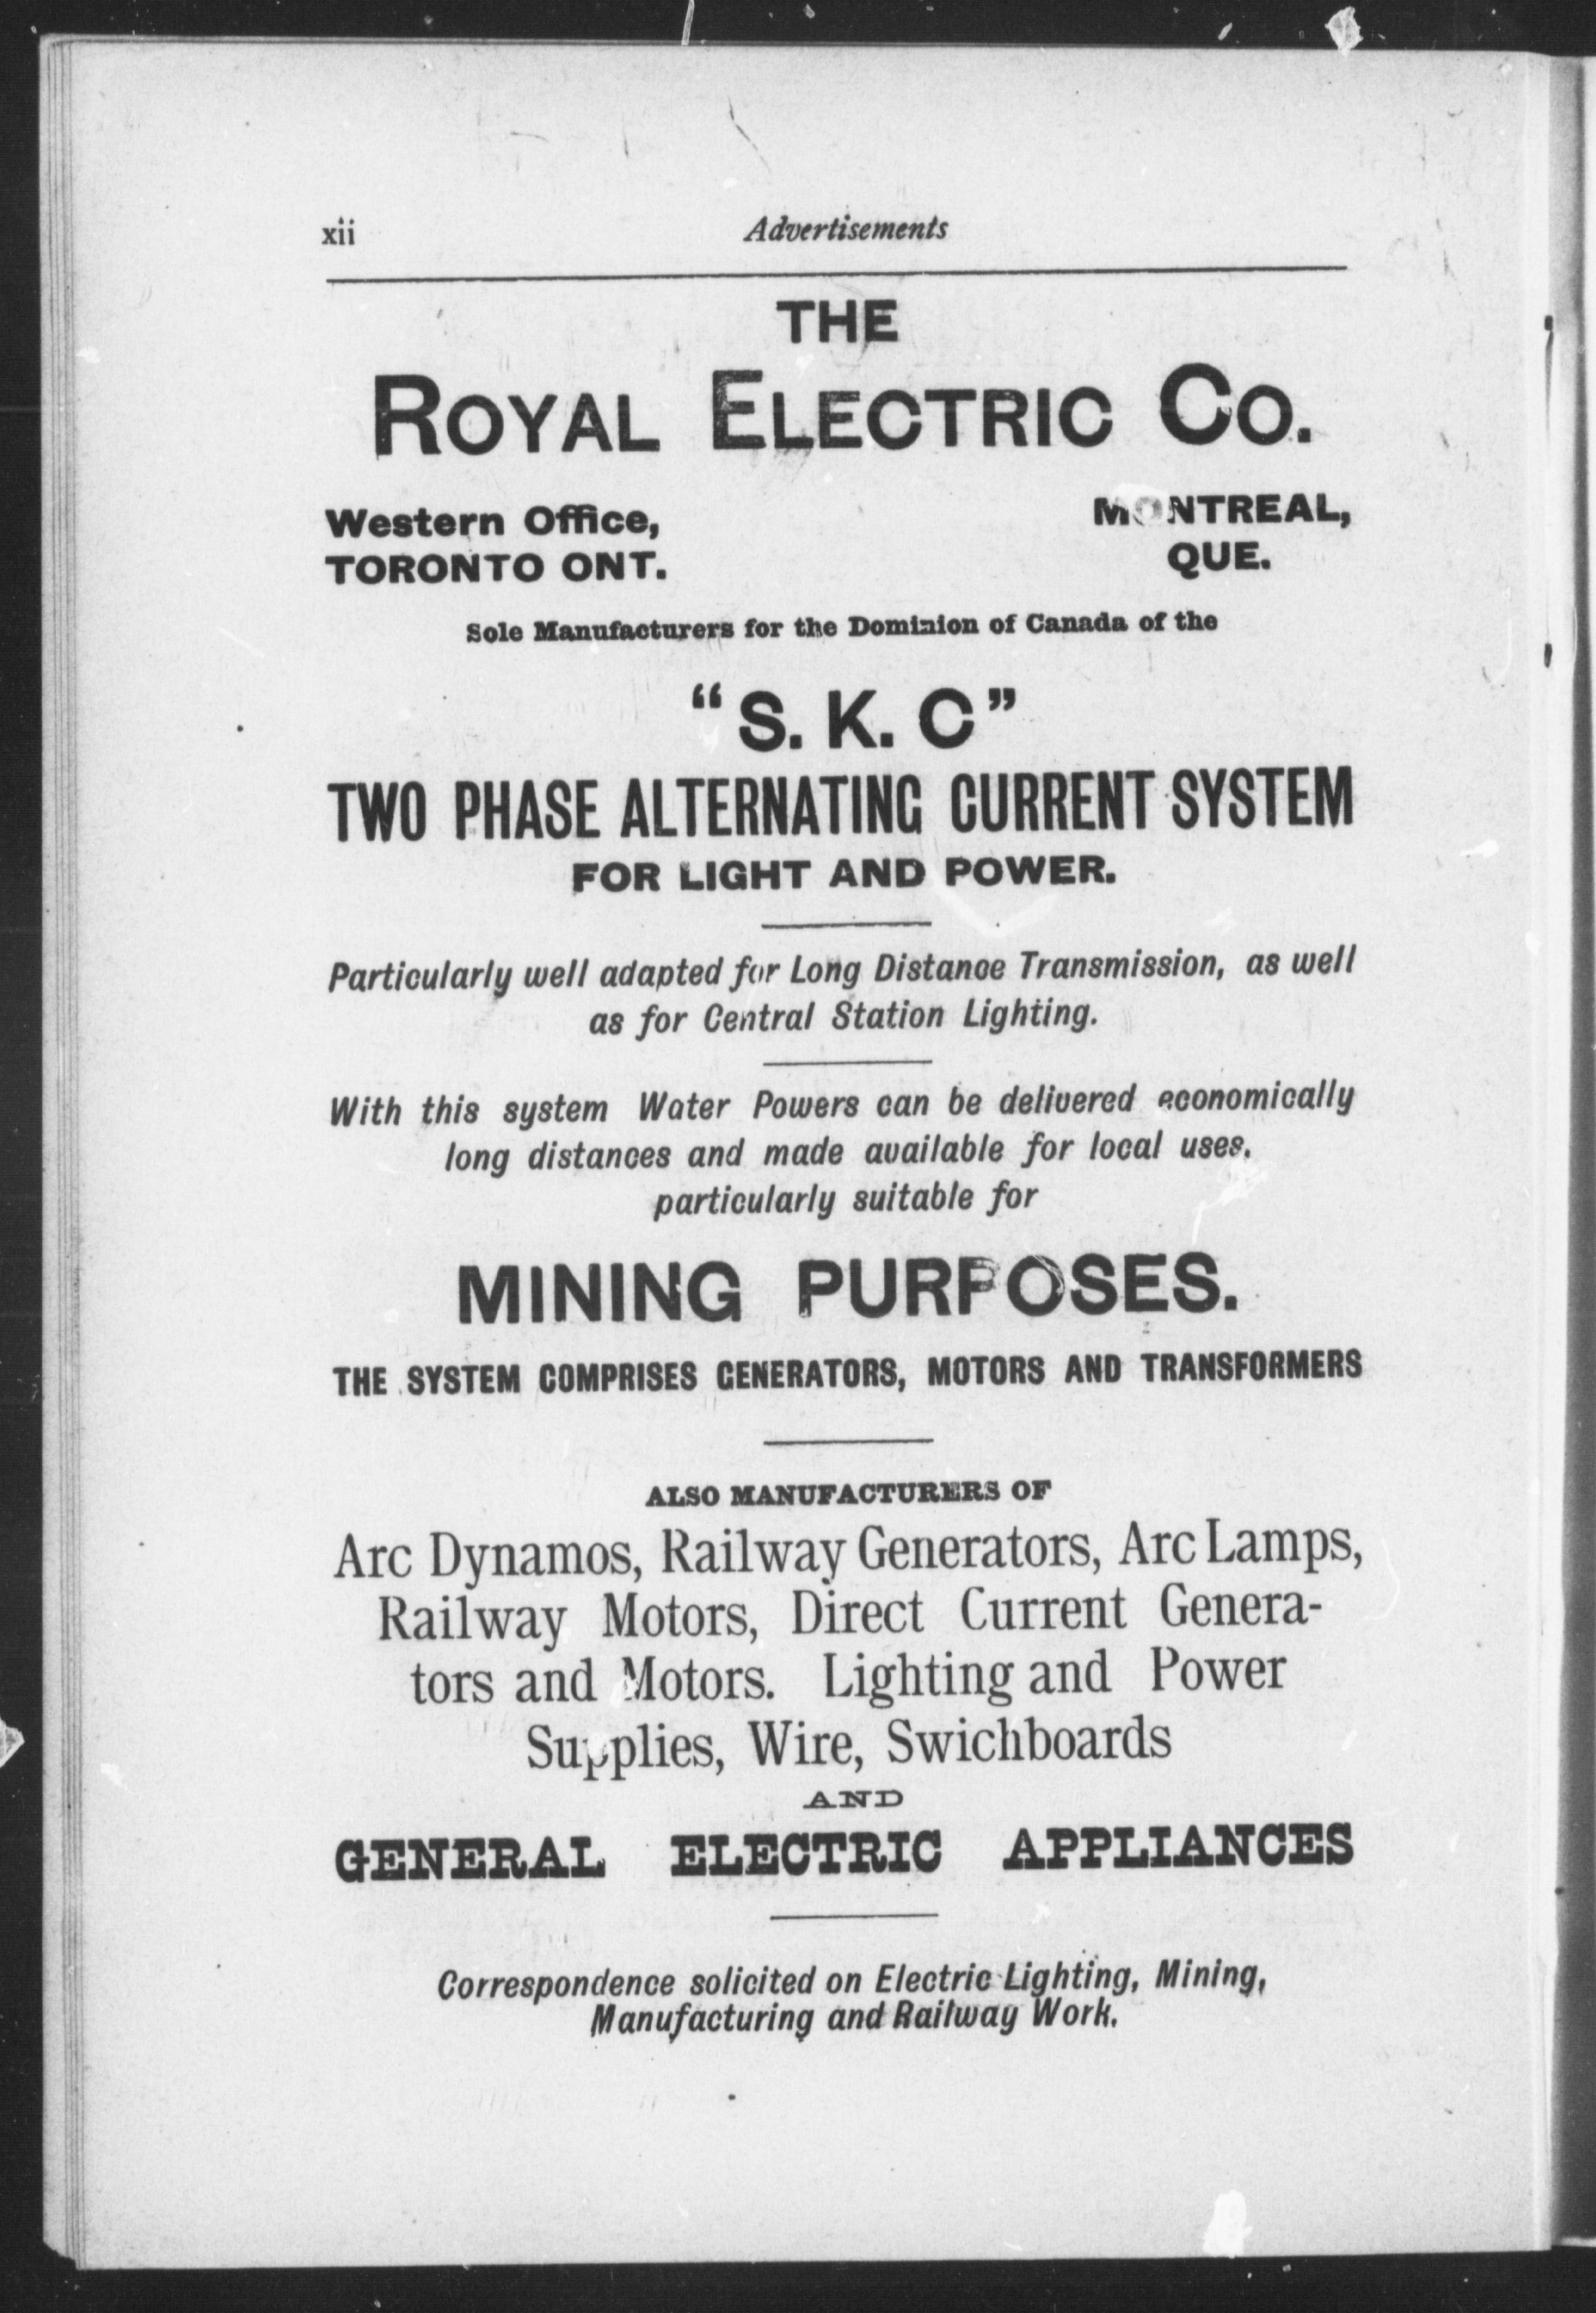 xii Advertisements
THE
ROYAL ELECTRIC CO.
Western Office,
TORONTO ONT.
MONTREAL,
QUE.
Sole Manufacturers for the Dominion of Canada of the
"S. K. C"
TWO PHASE ALTERNATING CURRENT SYSTEM
FOR LIGHT AND POWER.
Particularly well adapted for Long Distance Transmission, as well
as for Central Station Lighting.
With this system Water Powers can be delivered economically
long distances and made available for local uses,
particularly suitable for
MINING PURPOSES.
THE SYSTEM COMPRISES GENERATORS, MOTORS AND TRANSFORMERS
ALSO MANUFACTURERS OF
Arc Dynamos, Railway Generators, Arc Lamps,
Railway Motors, Direct Current Genera-
tors and Motors. Lighting and Power
Supplies, Wire, Swichboards
AND
GENERAL ELECTRIC APPLIANCES
Correspondence solicited on Electric Lighting, Mining,
Manufacturing and Railway Work.